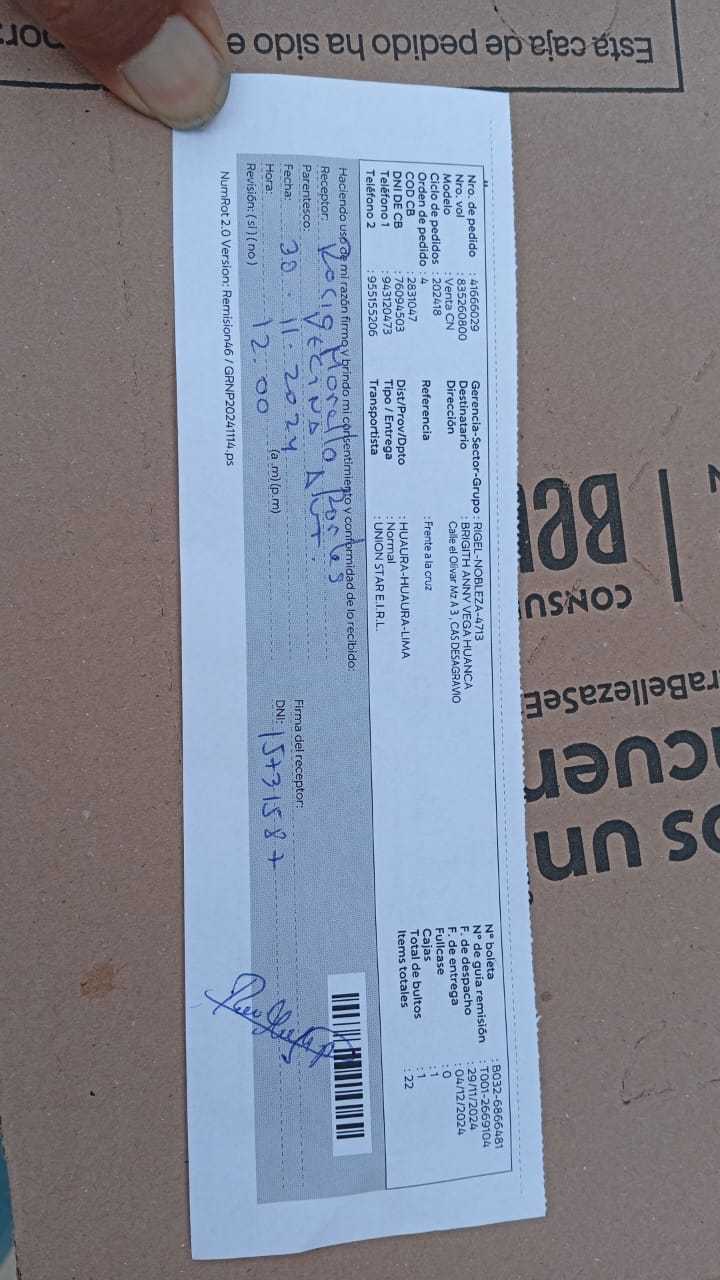 Esta caja de pedido ha sido e
Nro. de pedido : 41666029
Nro. vol : 835260800
Modelo : Venta CN
Ciclo de pedidos : 202418
Orden de pedido : 4
COD CB : 2831047
DNI DE CB : 76094503
Teléfono 1 : 943120473
Teléfono 2 : 955155206
Gerencia-Sector-Grupo : RIGEL-NOBLEZA-4713
Destinatario : BRIGITH ANNY VEGA HUANCA
Dirección : Calle el Olivar Mz A 3 , CAS DESAGRAVIO
Referencia : Frente a la cruz
Dist/Prov/Dpto : HUAURA-HUAURA-LIMA
Tipo / Entrega : Normal
Transportista : UNION STAR E.I.R.L.
N° boleta : B032-6866481
N° de guia remisión : T001-2669104
F. de despacho : 29/11/2024
F. de entrega : 04/12/2024
Fullcase : 0
Cajas : 1
Total de bultos : 1
Items totales : 22
Haciendo uso de mi razón firmo y brindo mi consentimiento y conformidad de lo recibido:
Receptor:
Parentesco: VECINA
Fecha: 30 . 11 . 2024
Hora: 12:00 (a.m)(p.m)
Revisión: (si)(no)
Firma del receptor:
DNI: 15731587
NumRot 2.0 Version: Remision46 / GRNP20241114.ps
CONSU
raBellezaSeE
cuen
os un